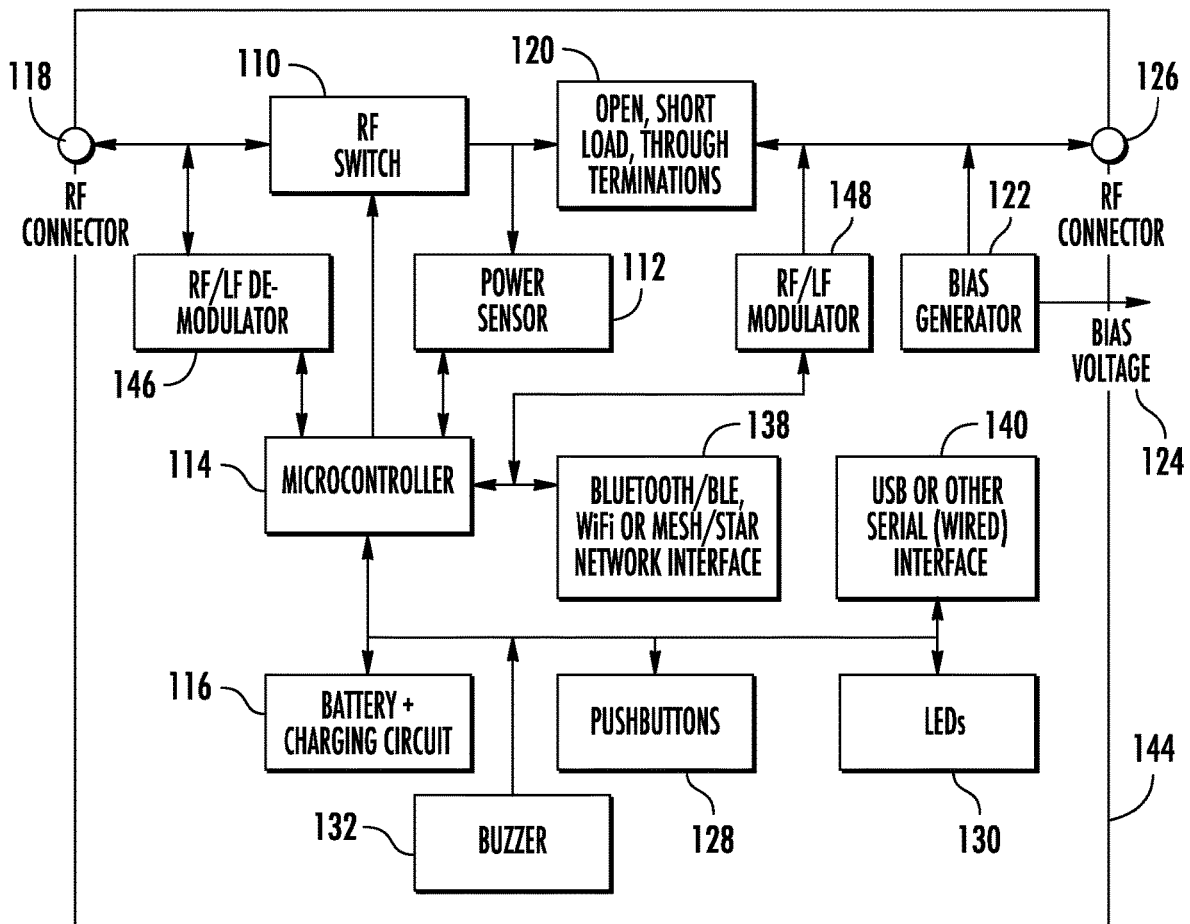 118
110
120
126
RF
SWITCH
OPEN, SHORT
LOAD, THROUGH
TERMINATIONS
RF
CONNECTOR
148
122
RF
CONNECTOR
RF/LF DE-
MODULATOR
146
POWER
SENSOR
112
RF/LF
MODULATOR
BIAS
GENERATOR
BIAS
VOLTAGE
124
114
MICROCONTROLLER
138
BLUETOOTH/BLE,
WiFi OR MESH/STAR
NETWORK INTERFACE
140
USB OR OTHER
SERIAL (WIRED)
INTERFACE
116
BATTERY +
CHARGING CIRCUIT
PUSHBUTTONS
128
LEDs
130
144
132
BUZZER